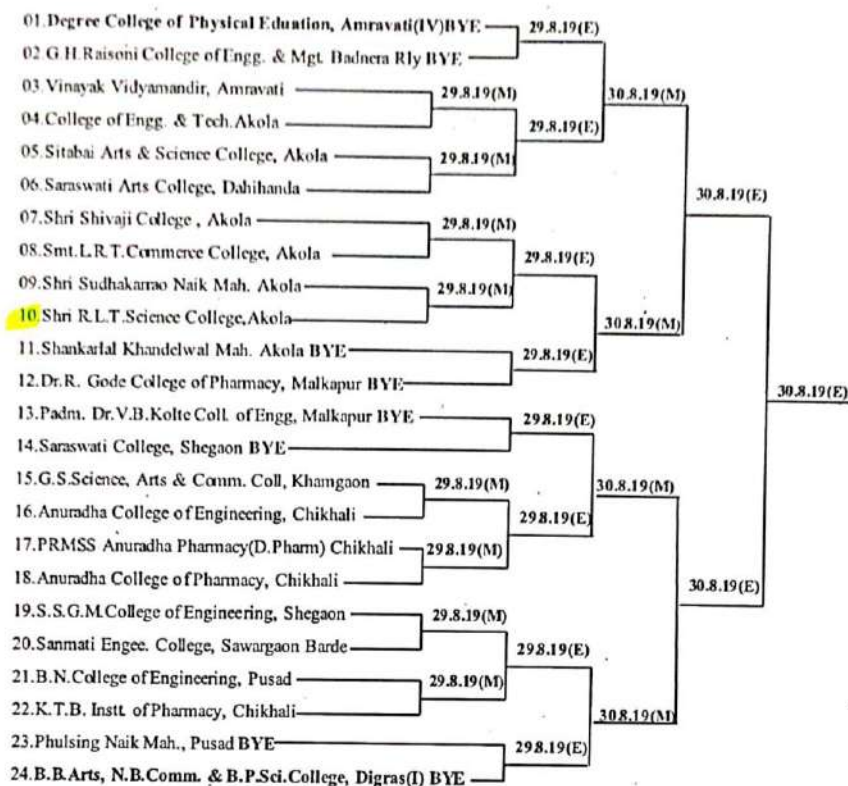 01.Degree College of Physical Eduation, Amravati(IV)BYE
29.8.19(E)
02.G.H.Raisoni College of Engg. & Mgt. Badnera Rly BYE
03.Vinayak Vidyamandir, Amravati
29.8.19(M)
30.8.19(M)
04.College of Engg. & Tech.Akola
29.8.19(E)
05.Sitabai Arts & Science College, Akola
29.8.19(M)
06.Saraswati Arts College, Dahihanda
30.8.19(E)
07.Shri Shivaji College , Akola
29.8.19(M)
08.Smt.L.R.T.Commerce College, Akola
29.8.19(E)
09.Shri Sudhakarrao Naik Mah. Akola
29.8.19(M)
10.Shri R.L.T.Science College,Akola
30.8.19(M)
11.Shankarlal Khandelwal Mah. Akola BYE
29.8.19(E)
12.Dr.R. Gode College of Pharmacy, Malkapur BYE
30.8.19(E)
13.Padm. Dr.V.B.Kolte Coll. of Engg, Malkapur BYE
29.8.19(E)
14.Saraswati College, Shegaon BYE
15.G.S.Science, Arts & Comm. Coll, Khamgaon
29.8.19(M)
30.8.19(M)
16.Anuradha College of Engineering, Chikhali
29.8.19(E)
17.PRMSS Anuradha Pharmacy(D.Pharm) Chikhali
29.8.19(M)
18.Anuradha College of Pharmacy, Chikhali
30.8.19(E)
19.S.S.G.M.College of Engineering, Shegaon
29.8.19(M)
20.Sanmati Engee. College, Sawargaon Barde
29.8.19(E)
21.B.N.College of Engineering, Pusad
29.8.19(M)
22.K.T.B. Instt. of Pharmacy, Chikhali
30.8.19(M)
23.Phulsing Naik Mah., Pusad BYE
29.8.19(E)
24.B.B.Arts, N.B.Comm. & B.P.Sci.College, Digras(I) BYE